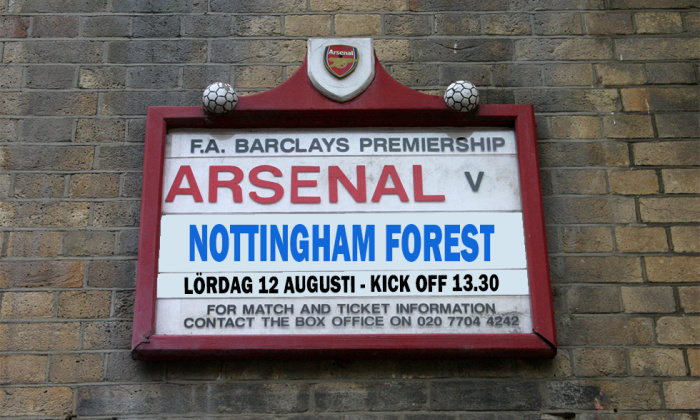 Arsenal
F.A. BARCLAYS PREMIERSHIP
ARSENAL V
NOTTINGHAM FOREST
LÖRDAG 12 AUGUSTI - KICK OFF 13.30
FOR MATCH AND TICKET INFORMATION
CONTACT THE BOX OFFICE ON 020 7704 4242